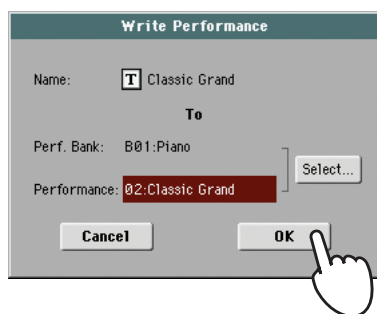 Write Performance
Name: T Classic Grand
To
Perf. Bank: B01:Piano
Select...
Performance: 02:Classic Grand
Cancel OK